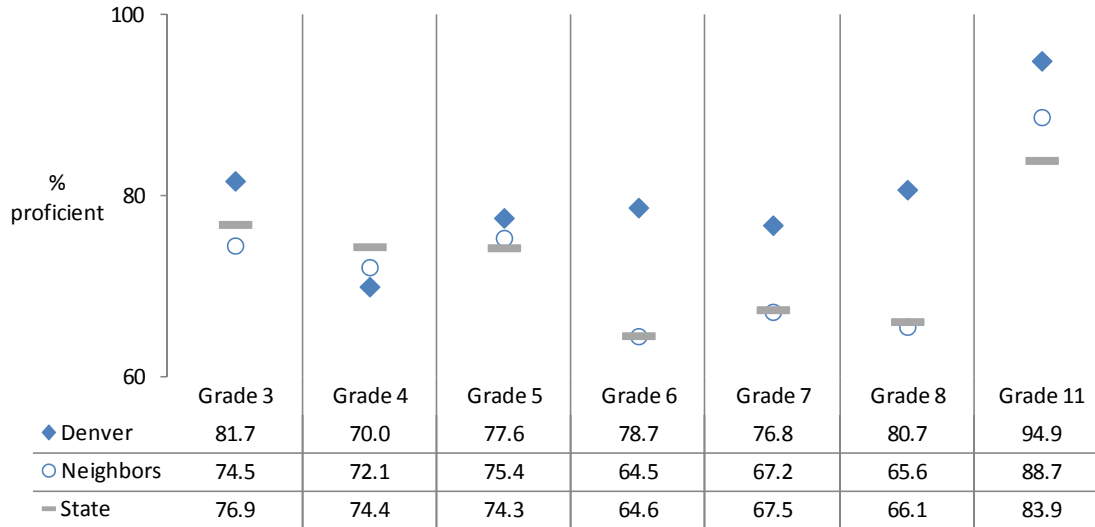 100
80
60
%
proficient
Grade 3 Grade 4 Grade 5 Grade 6 Grade 7 Grade 8 Grade 11
Denver 81.7 70.0 77.6 78.7 76.8 80.7 94.9
Neighbors 74.5 72.1 75.4 64.5 67.2 65.6 88.7
State 76.9 74.4 74.3 64.6 67.5 66.1 83.9